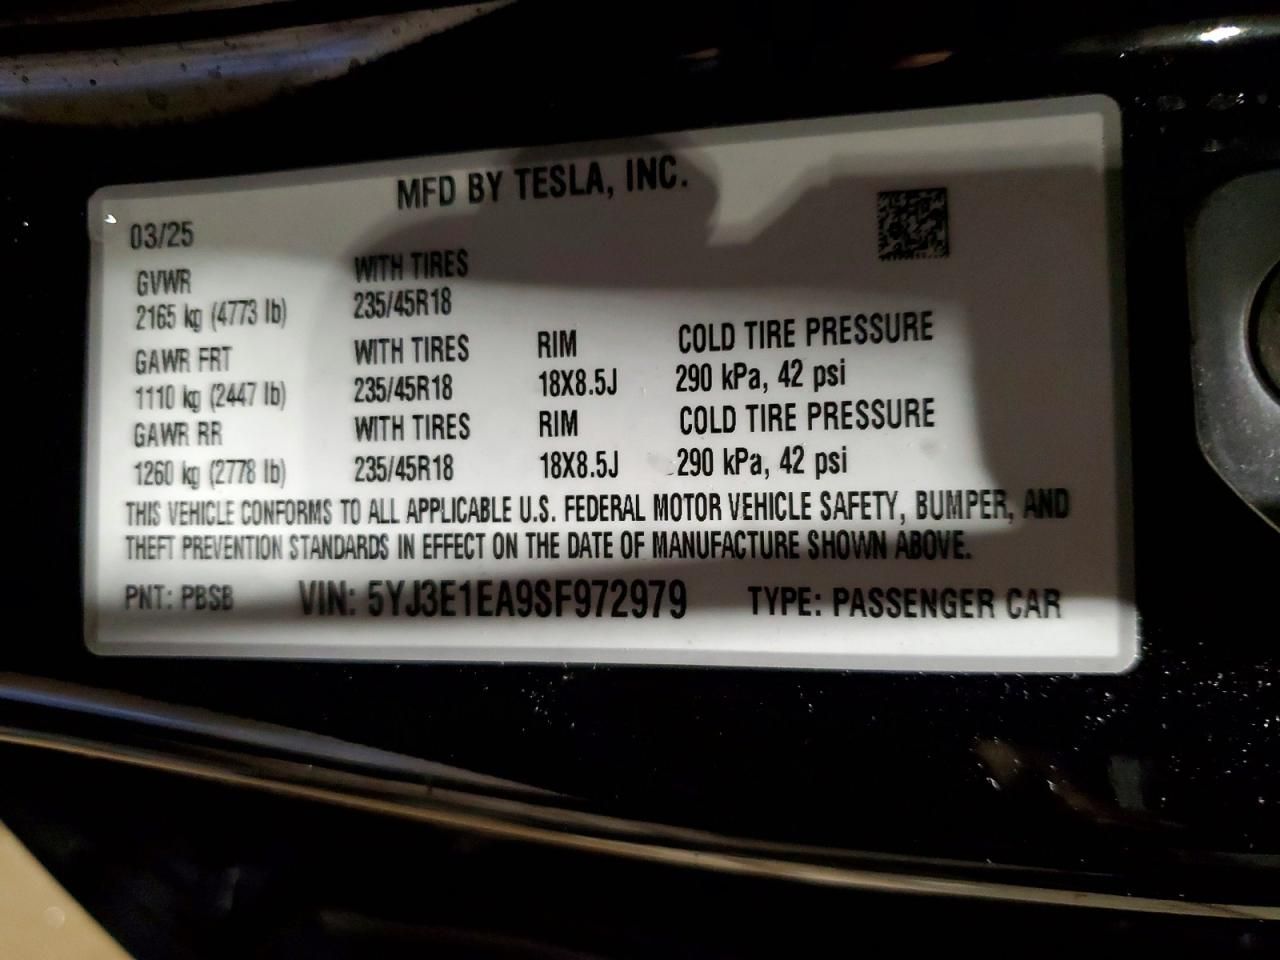 MFD BY TESLA, INC.
03/25
GVWR WITH TIRES
2165 kg (4773 lb) 235/45R18
GAWR FRT WITH TIRES RIM COLD TIRE PRESSURE
1110 kg (2447 lb) 235/45R18 18X8.5J 290 kPa, 42 psi
GAWR RR WITH TIRES RIM COLD TIRE PRESSURE
1260 kg (2778 lb) 235/45R18 18X8.5J 290 kPa, 42 psi
THIS VEHICLE CONFORMS TO ALL APPLICABLE U.S. FEDERAL MOTOR VEHICLE SAFETY, BUMPER, AND
THEFT PREVENTION STANDARDS IN EFFECT ON THE DATE OF MANUFACTURE SHOWN ABOVE.
PNT: PBSB VIN: 5YJ3E1EA9SF972979 TYPE: PASSENGER CAR